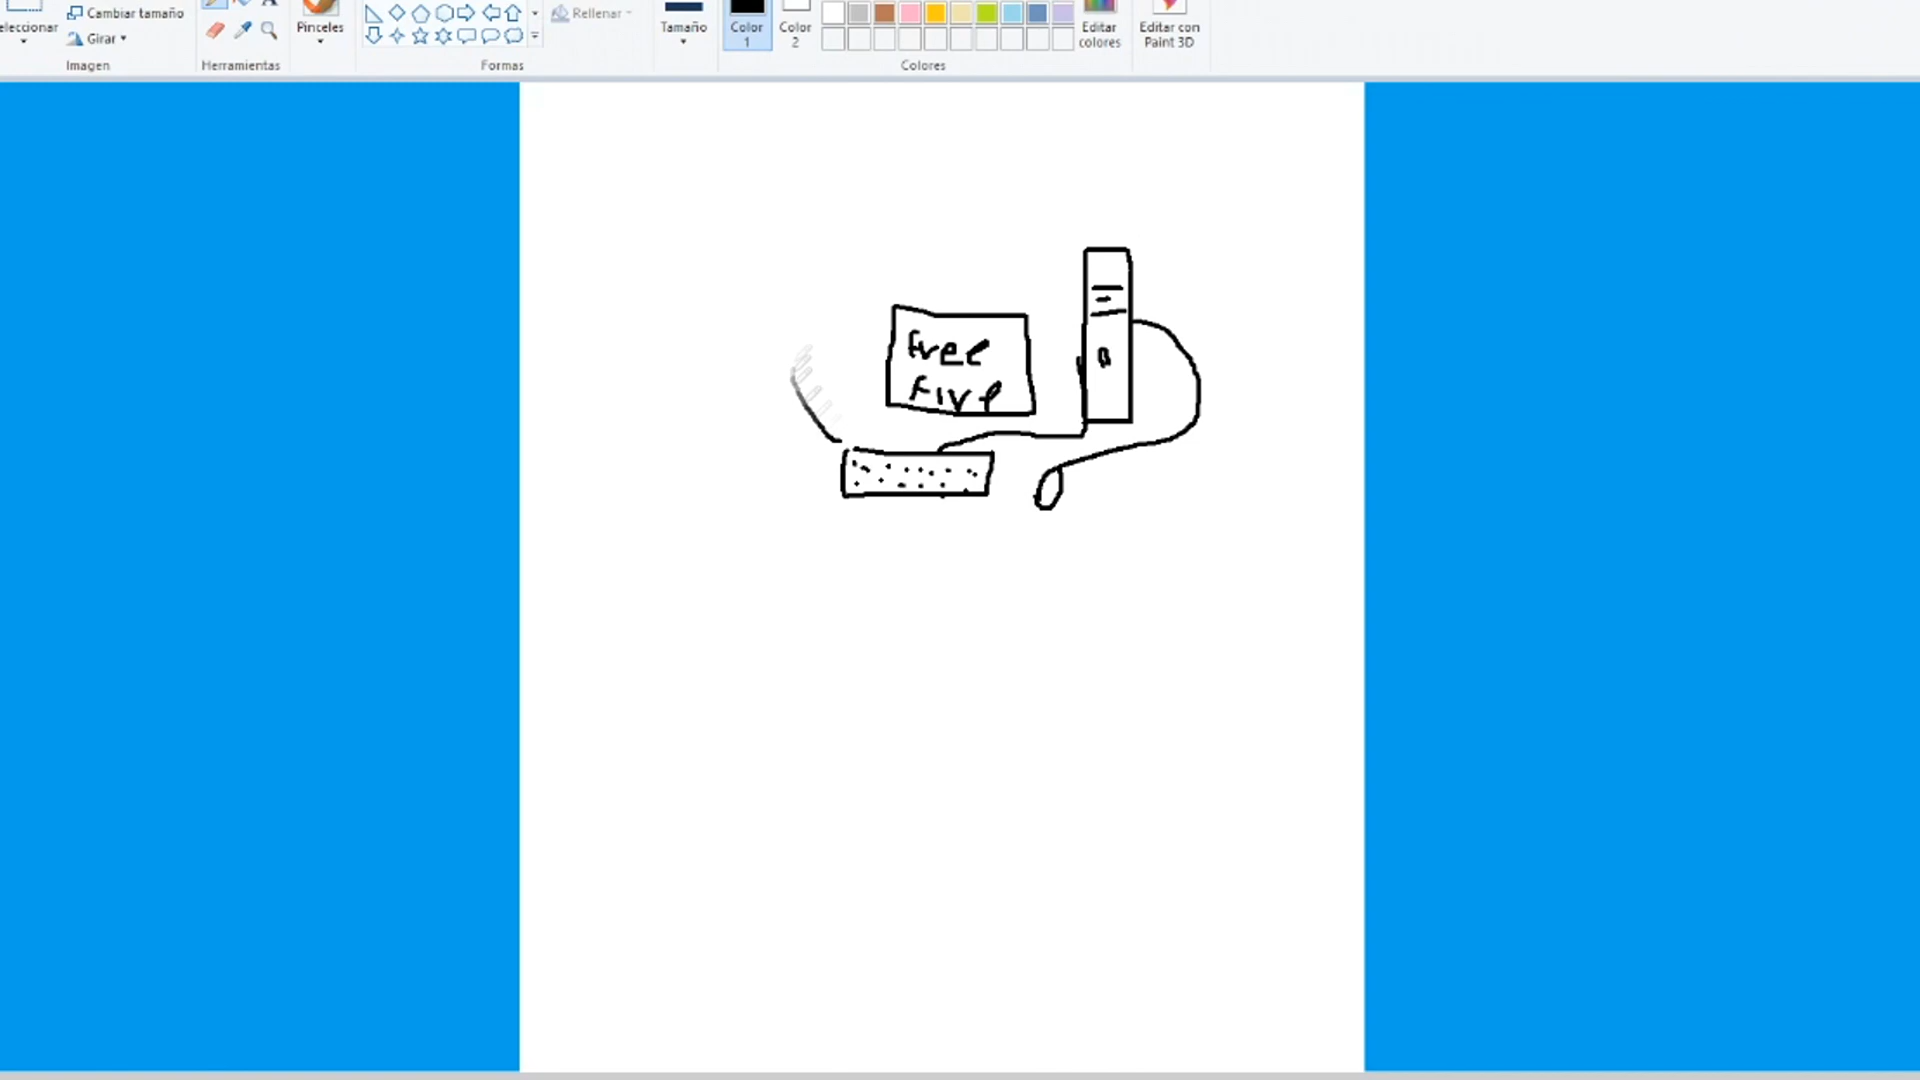 eleccionar
Cambiar tamaño
Girar
Imagen
Herramientas
Pinceles
Formas
Rellenar
Tamaño
Color
1
Color
2
Editar
colores
Editar con
Paint 3D
Colores
Free
Five